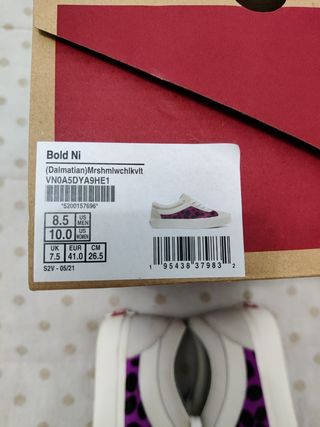 Bold Ni
(Dalmatian)Mrshmlwchlkvlt
VN0A5DYA9HE1
*5200157696*
8.5 US MEN
10.0 US WOMEN
UK 7.5 EUR 41.0 CM 26.5
S2V - 05/21
1 95438 37983 2